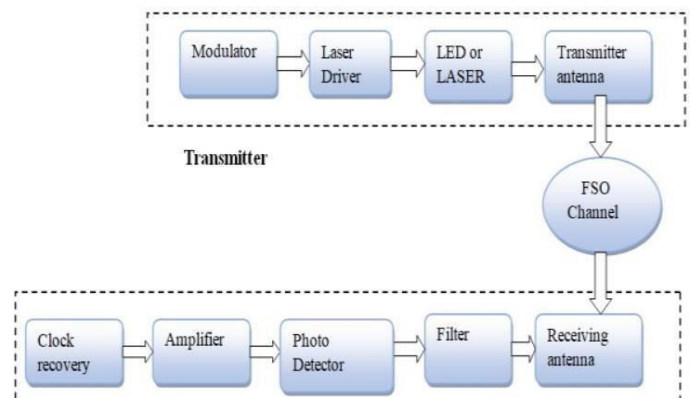 Modulator
Laser
Driver
LED or
LASER
Transmitter
antenna
Transmitter
FSO
Channel
Clock
recovery
Amplifier
Photo
Detector
Filter
Receiving
antenna